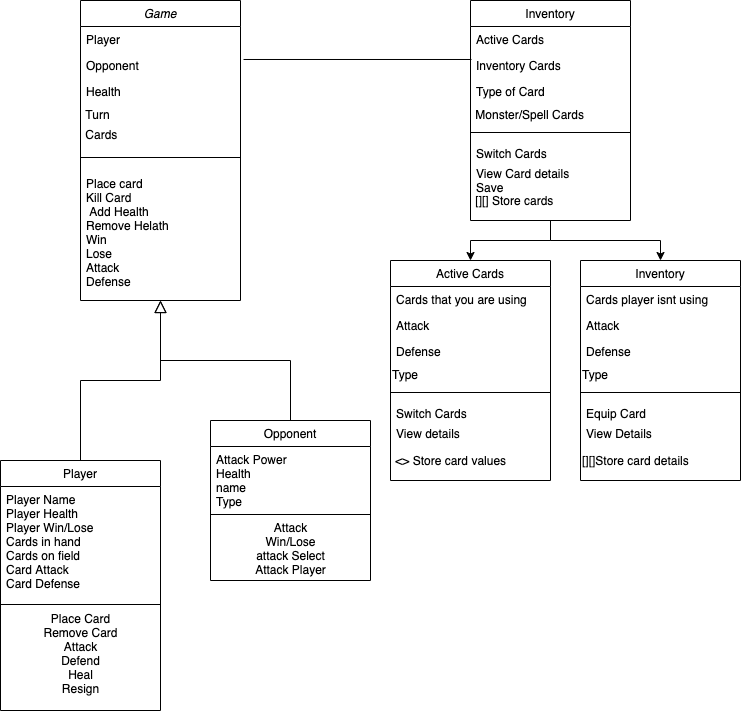 Game
Player
Opponent
Health
Turn
Cards
Place card
Kill Card
Add Health
Remove Helath
Win
Lose
Attack
Defense
Inventory
Active Cards
Inventory Cards
Type of Card
Monster/Spell Cards
Switch Cards
View Card details
Save
[][] Store cards
Active Cards
Cards that you are using
Attack
Defense
Type
Switch Cards
View details
<> Store card values
Inventory
Cards player isnt using
Attack
Defense
Type
Equip Card
View Details
[][]Store card details
Opponent
Attack Power
Health
name
Type
Attack
Win/Lose
attack Select
Attack Player
Player
Player Name
Player Health
Player Win/Lose
Cards in hand
Cards on field
Card Attack
Card Defense
Place Card
Remove Card
Attack
Defend
Heal
Resign